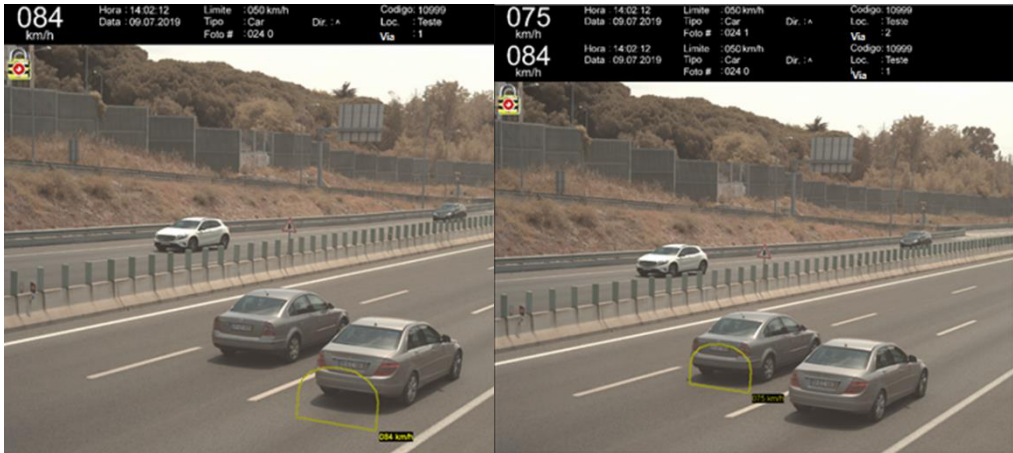 084
km/h
Hora : 14:02:12 Limite : 050 km/h Codigo: 10999
Data : 09.07.2019 Tipo : Car Dir. : ^ Loc. : Teste
Foto # : 024 0 Via : 1
084 km/h
075
km/h
Hora : 14:02:12 Limite : 050 km/h Codigo: 10999
Data : 09.07.2019 Tipo : Car Loc. : Teste
Foto # : 024 1 Via : 2
084
km/h
Hora : 14:02:12 Limite : 050 km/h Codigo: 10999
Data : 09.07.2019 Tipo : Car Dir. : ^ Loc. : Teste
Foto # : 024 0 Via : 1
075 km/h